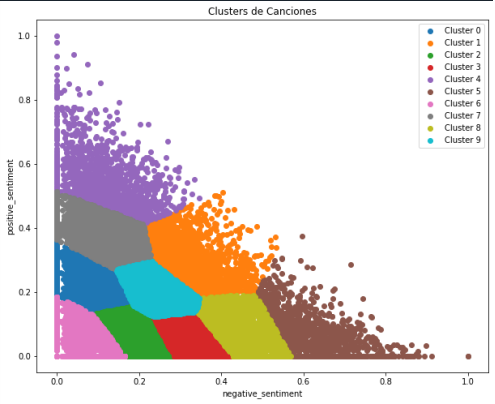 Clusters de Canciones
Cluster 0
Cluster 1
Cluster 2
Cluster 3
Cluster 4
Cluster 5
Cluster 6
Cluster 7
Cluster 8
Cluster 9
positive_sentiment
1.0
0.8
0.6
0.4
0.2
0.0
0.0
0.2
0.4
0.6
0.8
1.0
negative_sentiment